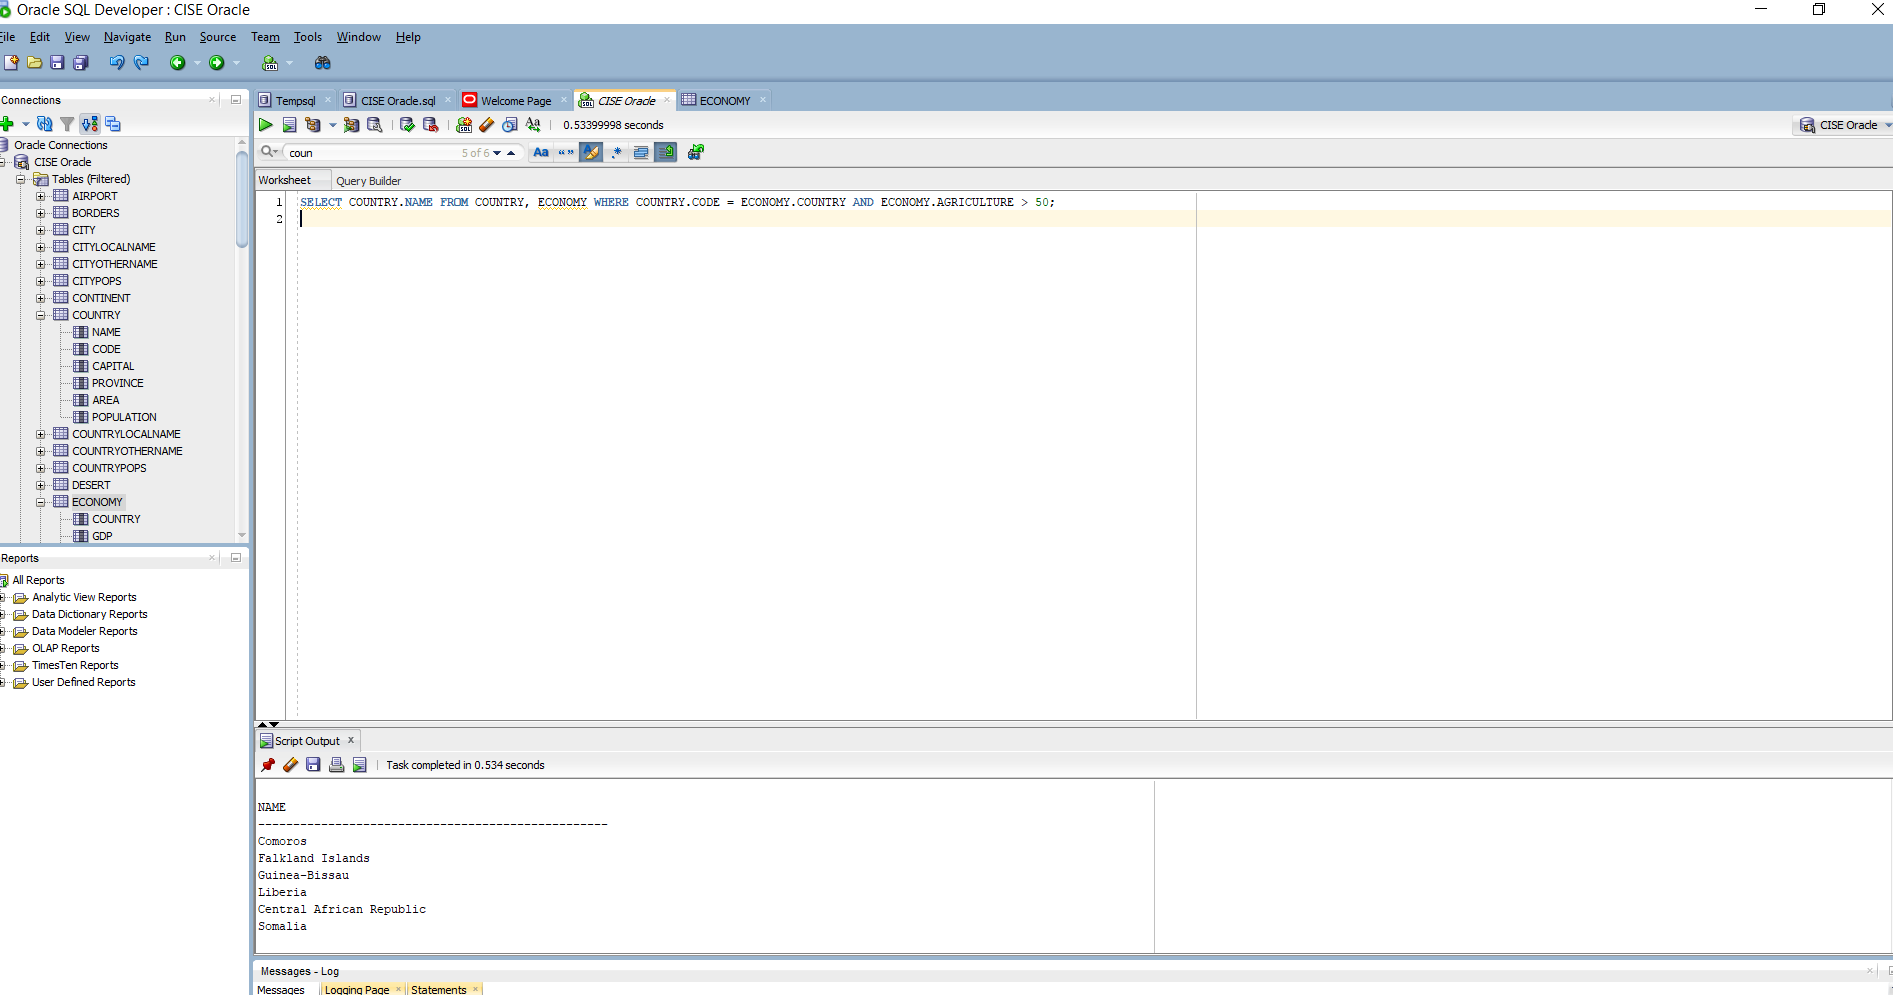 Oracle SQL Developer : CISE Oracle
File Edit View Navigate Run Source Team Tools Window Help
Connections
Oracle Connections
CISE Oracle
Tables (Filtered)
AIRPORT
BORDERS
CITY
CITYLOCALNAME
CITYOTHERNAME
CITYPOPS
CONTINENT
COUNTRY
NAME
CODE
CAPITAL
PROVINCE
AREA
POPULATION
COUNTRYLOCALNAME
COUNTRYOTHERNAME
COUNTRYPOPS
DESERT
ECONOMY
COUNTRY
GDP
Reports
All Reports
Analytic View Reports
Data Dictionary Reports
Data Modeler Reports
OLAP Reports
TimesTen Reports
User Defined Reports
Tempsql CISE Oracle.sql Welcome Page CISE Oracle ECONOMY
0.53399998 seconds CISE Oracle
coun 5 of 6 Aa “ ” .*
Worksheet Query Builder
1 SELECT COUNTRY.NAME FROM COUNTRY, ECONOMY WHERE COUNTRY.CODE = ECONOMY.COUNTRY AND ECONOMY.AGRICULTURE > 50;
2
Script Output x
Task completed in 0.534 seconds
NAME
--------------------------------------------------
Comoros
Falkland Islands
Guinea-Bissau
Liberia
Central African Republic
Somalia
Messages - Log
Messages Logging Page Statements